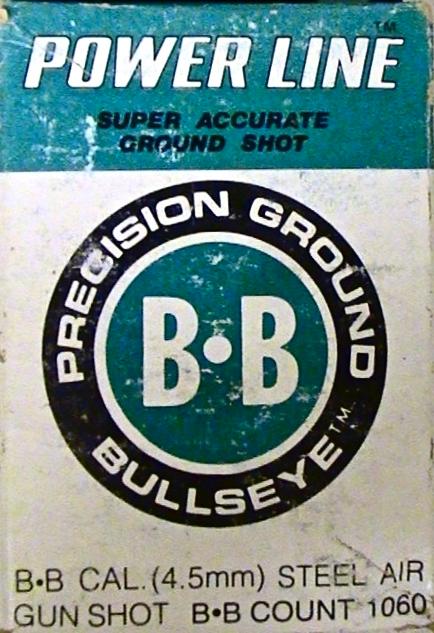 POWER LINE™
SUPER ACCURATE
GROUND SHOT
PRECISION GROUND
B•B
BULLSEYE™
B•B CAL. (4.5mm) STEEL AIR
GUN SHOT B•B COUNT 1060